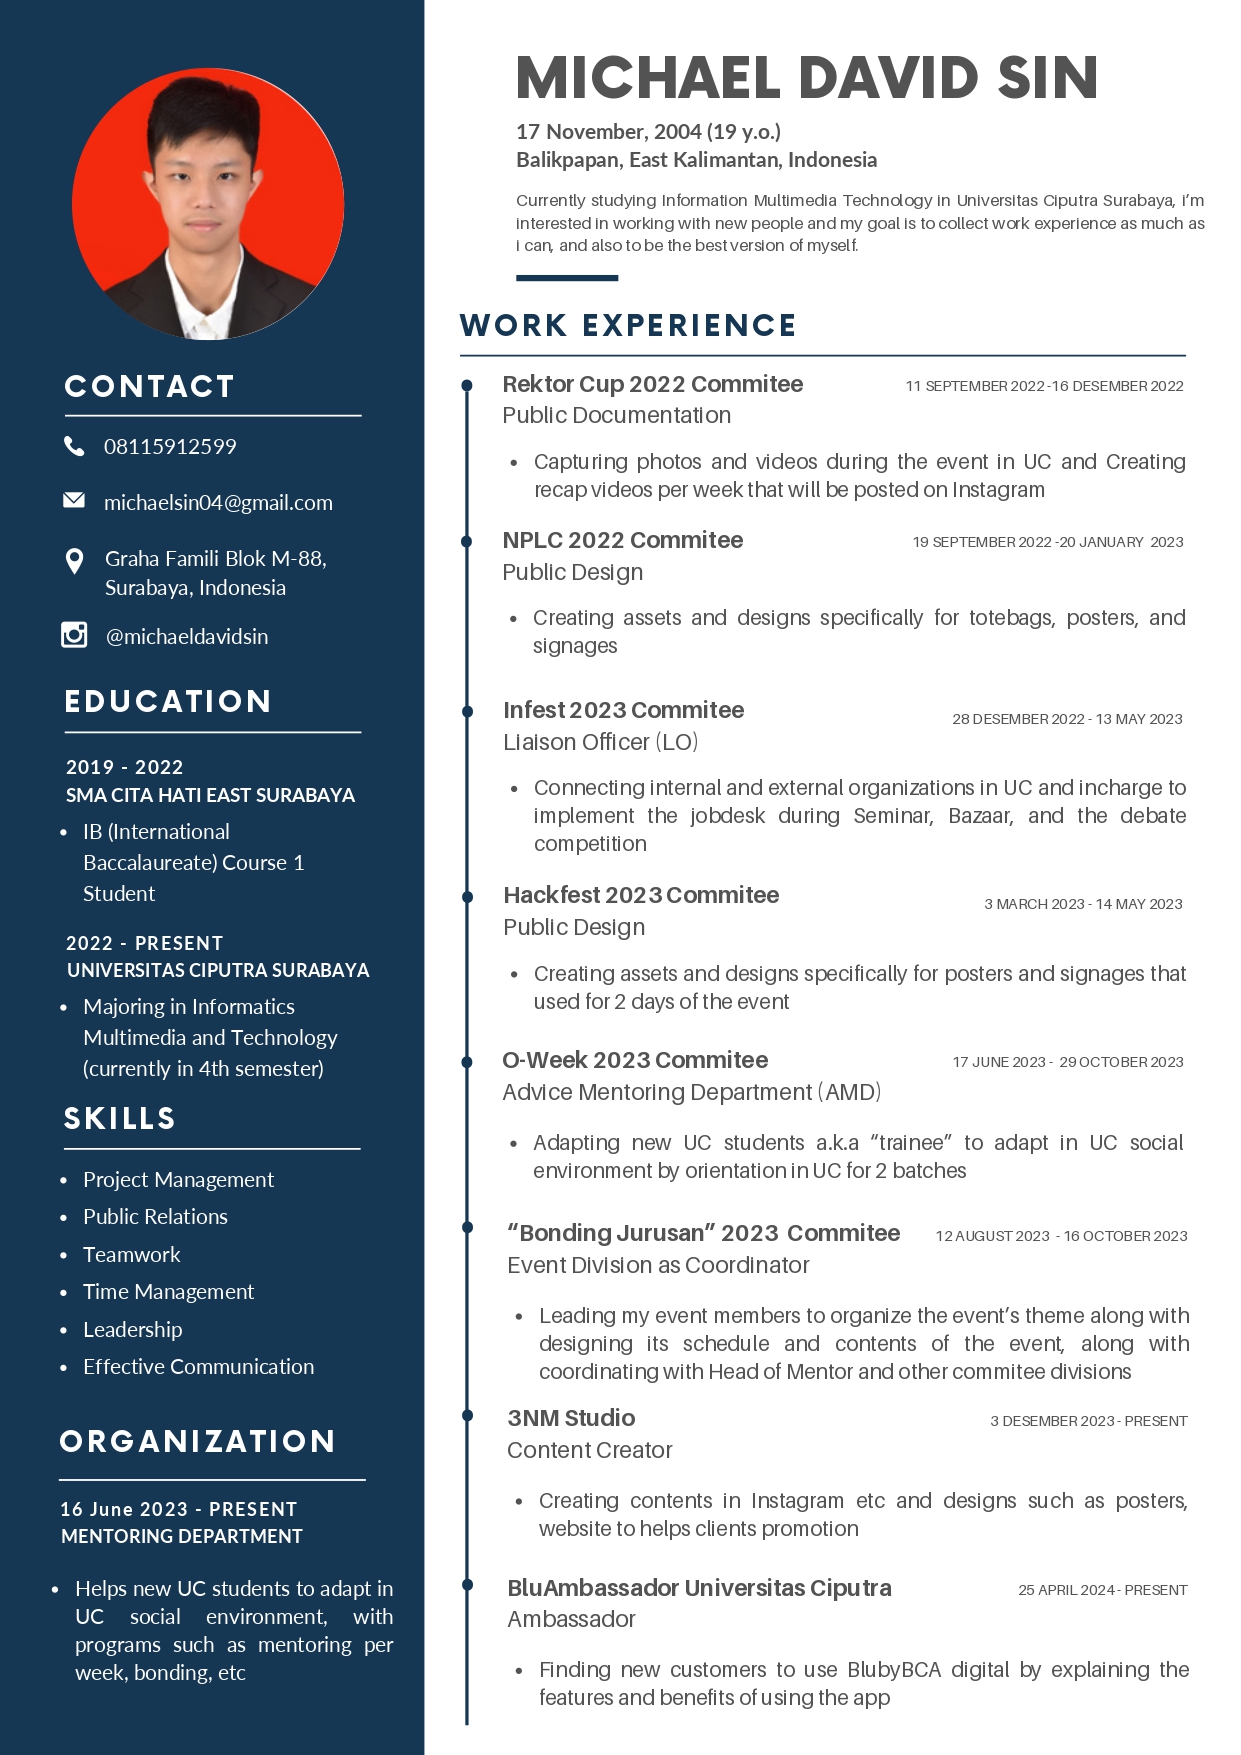 CONTACT
08115912599
michaelsin04@gmail.com
Graha Famili Blok M-88,
Surabaya, Indonesia
@michaeldavidsin
EDUCATION
2019 - 2022
SMA CITA HATI EAST SURABAYA
• IB (International
Baccalaureate) Course 1
Student
2022 - PRESENT
UNIVERSITAS CIPUTRA SURABAYA
• Majoring in Informatics
Multimedia and Technology
(currently in 4th semester)
SKILLS
• Project Management
• Public Relations
• Teamwork
• Time Management
• Leadership
• Effective Communication
ORGANIZATION
16 June 2023 - PRESENT
MENTORING DEPARTMENT
• Helps new UC students to adapt in
UC social environment, with
programs such as mentoring per
week, bonding, etc
MICHAEL DAVID SIN
17 November, 2004 (19 y.o.)
Balikpapan, East Kalimantan, Indonesia
Currently studying Information Multimedia Technology in Universitas Ciputra Surabaya, i’m
interested in working with new people and my goal is to collect work experience as much as
i can, and also to be the best version of myself.
WORK EXPERIENCE
Rektor Cup 2022 Commitee 11 SEPTEMBER 2022 -16 DESEMBER 2022
Public Documentation
• Capturing photos and videos during the event in UC and Creating
recap videos per week that will be posted on Instagram
NPLC 2022 Commitee 19 SEPTEMBER 2022 -20 JANUARY 2023
Public Design
• Creating assets and designs specifically for totebags, posters, and
signages
Infest 2023 Commitee 28 DESEMBER 2022 - 13 MAY 2023
Liaison Officer (LO)
• Connecting internal and external organizations in UC and incharge to
implement the jobdesk during Seminar, Bazaar, and the debate
competition
Hackfest 2023 Commitee 3 MARCH 2023 - 14 MAY 2023
Public Design
• Creating assets and designs specifically for posters and signages that
used for 2 days of the event
O-Week 2023 Commitee 17 JUNE 2023 - 29 OCTOBER 2023
Advice Mentoring Department (AMD)
• Adapting new UC students a.k.a “trainee” to adapt in UC social
environment by orientation in UC for 2 batches
“Bonding Jurusan” 2023 Commitee 12 AUGUST 2023 - 16 OCTOBER 2023
Event Division as Coordinator
• Leading my event members to organize the event’s theme along with
designing its schedule and contents of the event, along with
coordinating with Head of Mentor and other commitee divisions
3NM Studio 3 DESEMBER 2023 - PRESENT
Content Creator
• Creating contents in Instagram etc and designs such as posters,
website to helps clients promotion
BluAmbassador Universitas Ciputra 25 APRIL 2024 - PRESENT
Ambassador
• Finding new customers to use BlubyBCA digital by explaining the
features and benefits of using the app